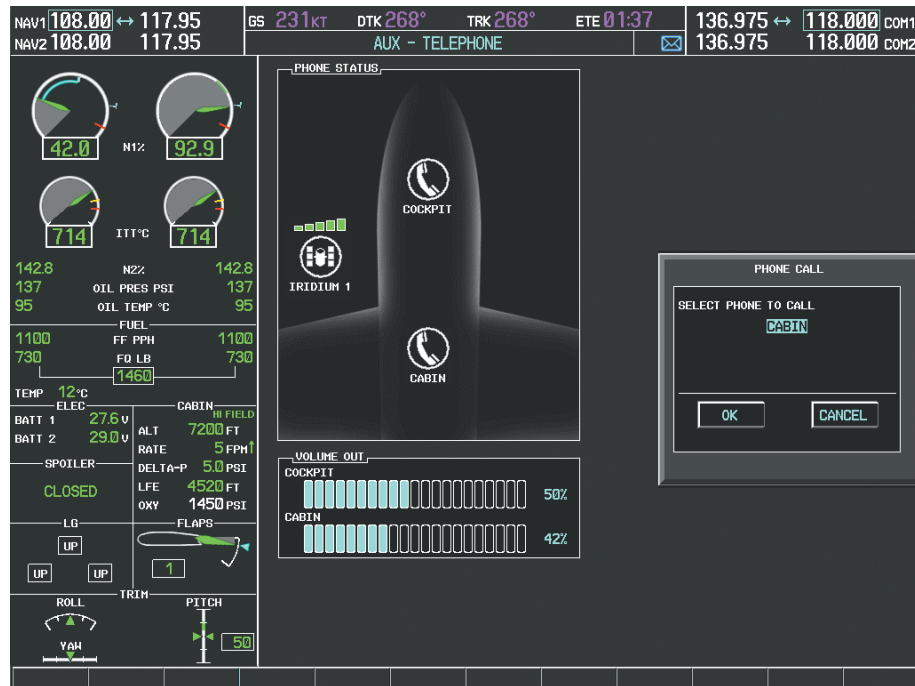 NAV1 108.00 ↔ 117.95
NAV2 108.00 117.95
GS 231KT DTK 268° TRK 268° ETE 01:37
AUX - TELEPHONE
136.975 ↔ 118.000 COM1
136.975 118.000 COM2
42.0 N1% 92.9
714 ITT°C 714
142.8 N2% 142.8
137 OIL PRES PSI 137
95 OIL TEMP °C 95
FUEL
1100 FF PPH 1100
730 FQ LB 730
1460
TEMP 12°C
ELEC
BATT 1 27.6 V
BATT 2 29.0 V
SPOILER
CLOSED
CABIN
HI FIELD
ALT 7200 FT
RATE 5 FPM↑
DELTA-P 5.0 PSI
LFE 4520 FT
OXY 1450 PSI
LG
UP
UP UP
FLAPS
1
TRIM
ROLL
YAW
PITCH
50
PHONE STATUS
COCKPIT
IRIDIUM 1
CABIN
VOLUME OUT
COCKPIT
50%
CABIN
42%
PHONE CALL
SELECT PHONE TO CALL
CABIN
OK CANCEL